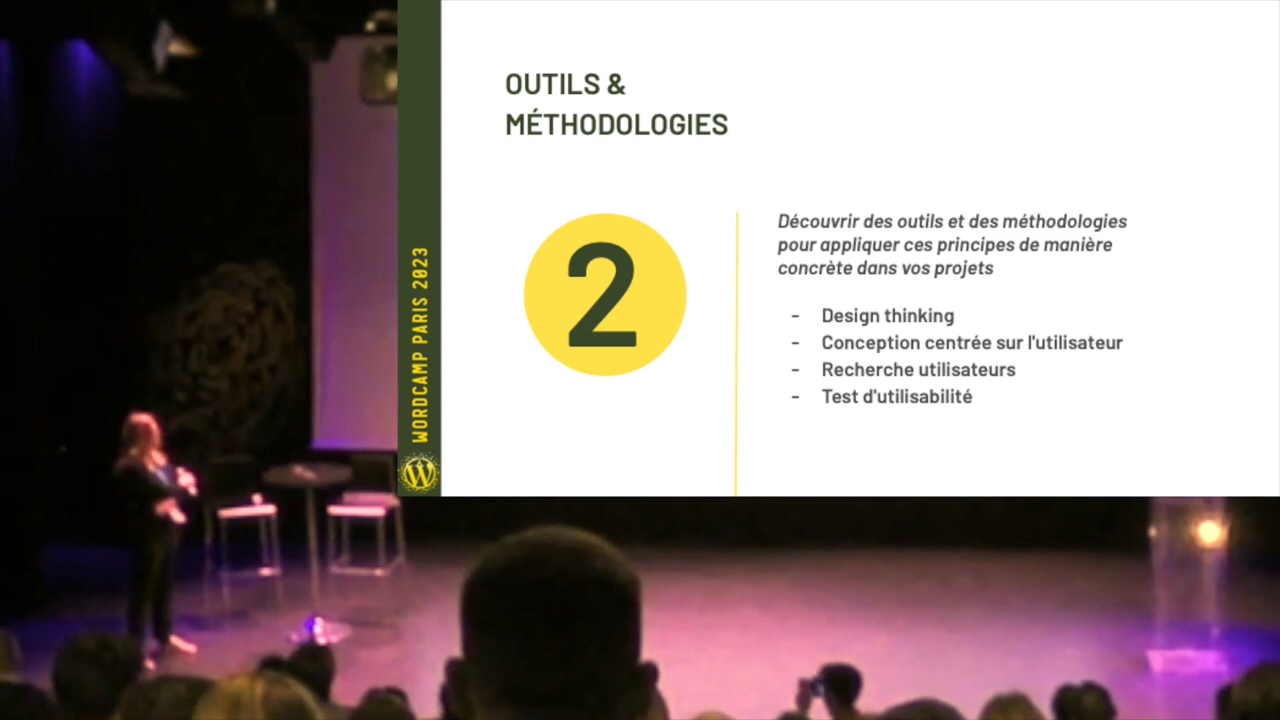 OUTILS &
MÉTHODOLOGIES
2
Découvrir des outils et des méthodologies
pour appliquer ces principes de manière
concrète dans vos projets
- Design thinking
- Conception centrée sur l'utilisateur
- Recherche utilisateurs
- Test d'utilisabilité
WORDCAMP PARIS 2023
W